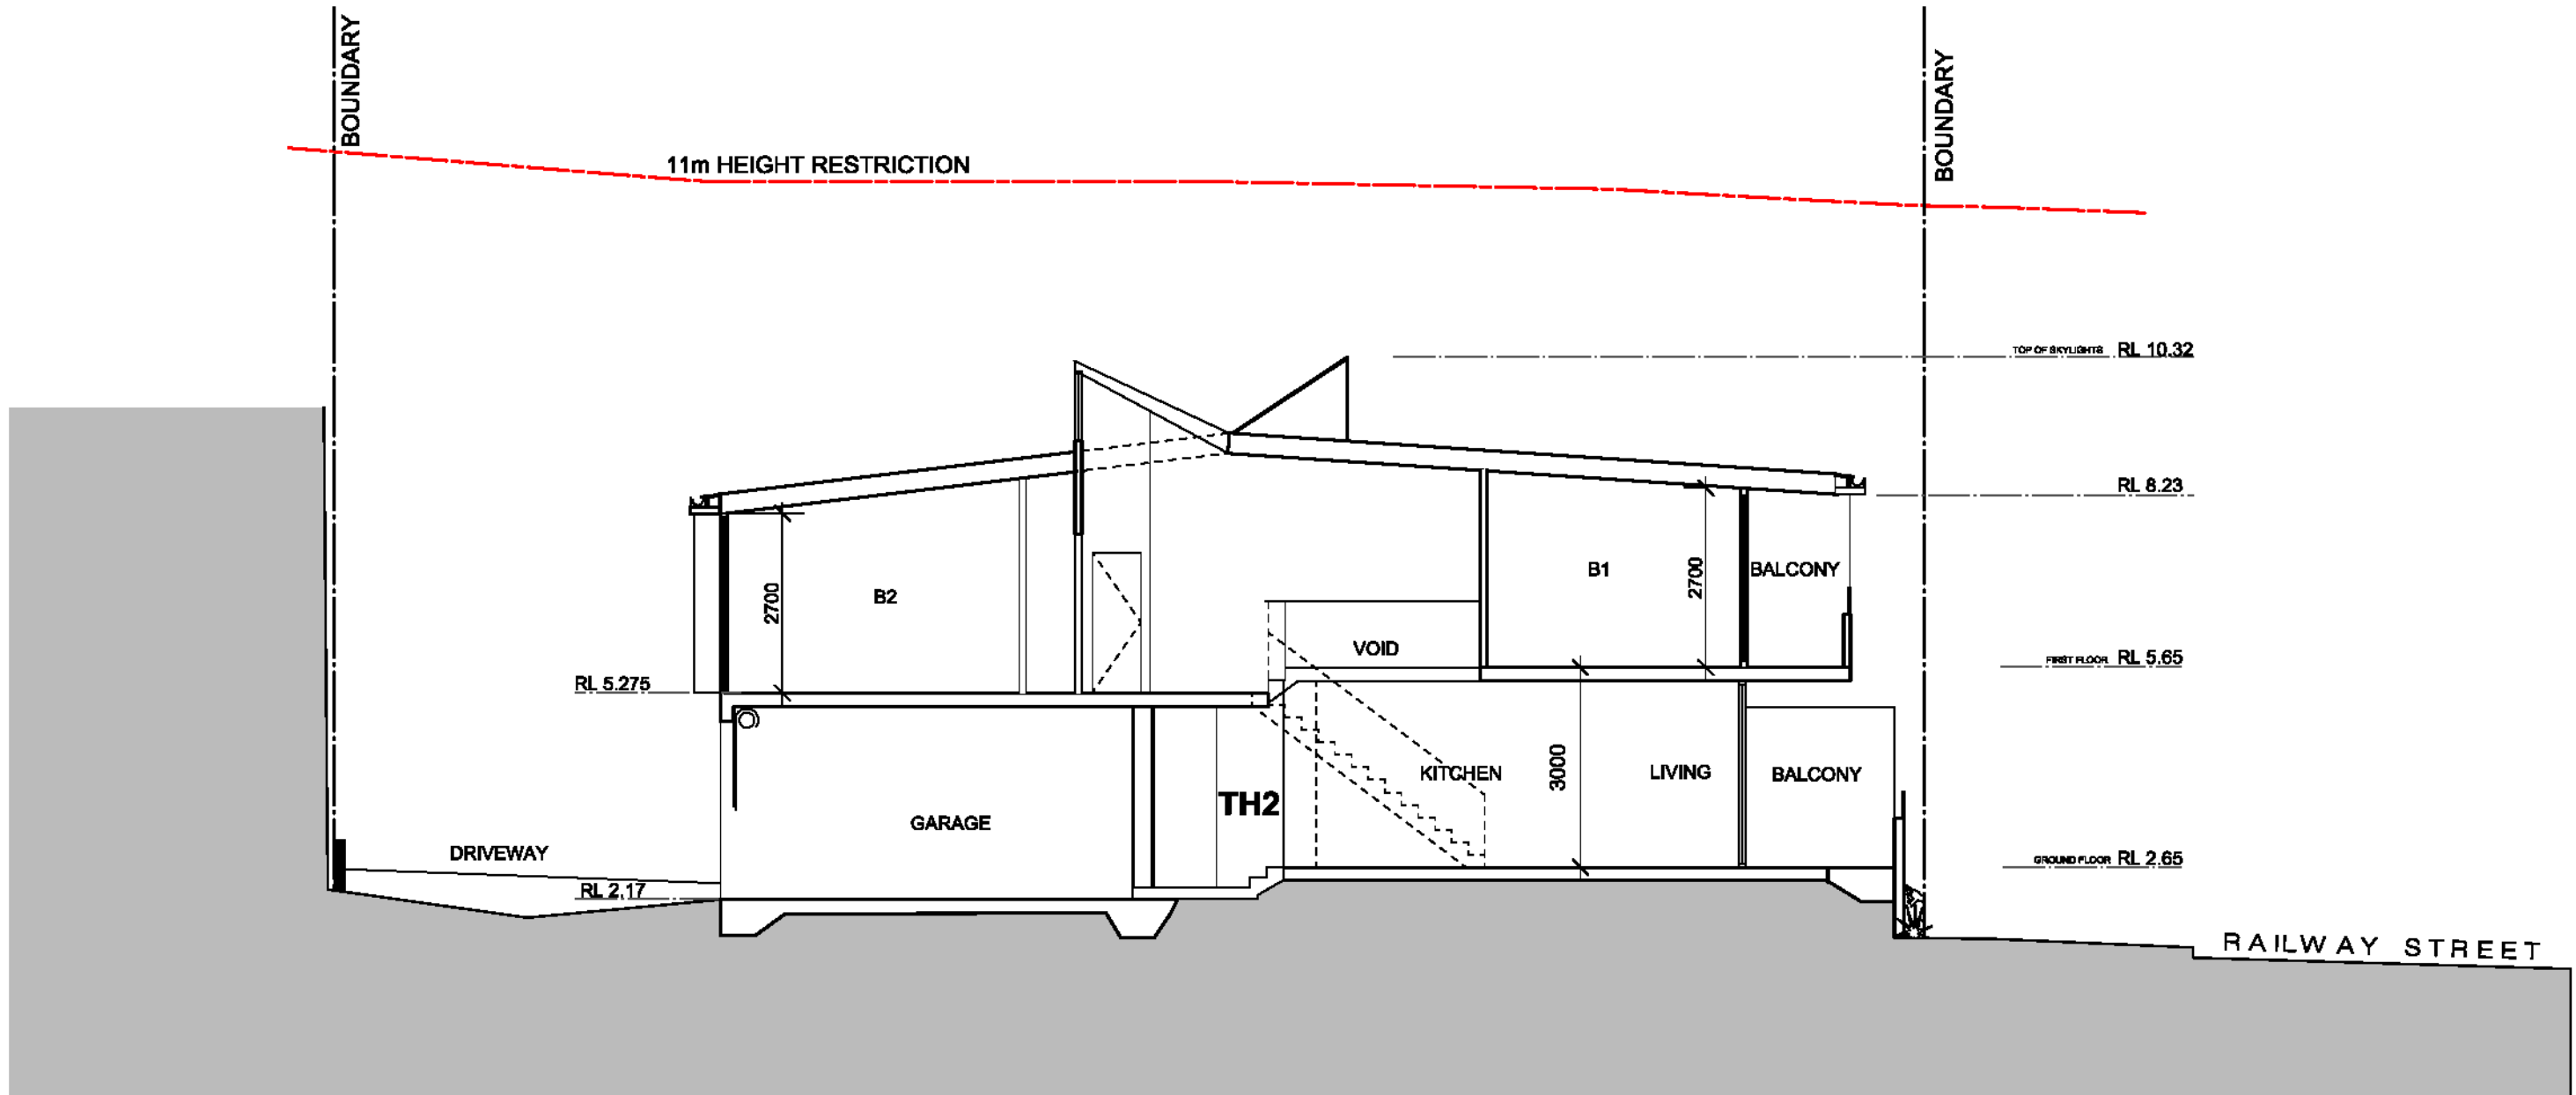 BOUNDARY
BOUNDARY
11m HEIGHT RESTRICTION
TOP OF SKYLIGHTS RL 10.32
RL 8.23
B2
2700
B1
2700
BALCONY
VOID
FIRST FLOOR RL 5.65
RL 5.275
KITCHEN
3000
LIVING
BALCONY
TH2
GARAGE
DRIVEWAY
GROUND FLOOR RL 2.65
RL 2.17
RAILWAY STREET